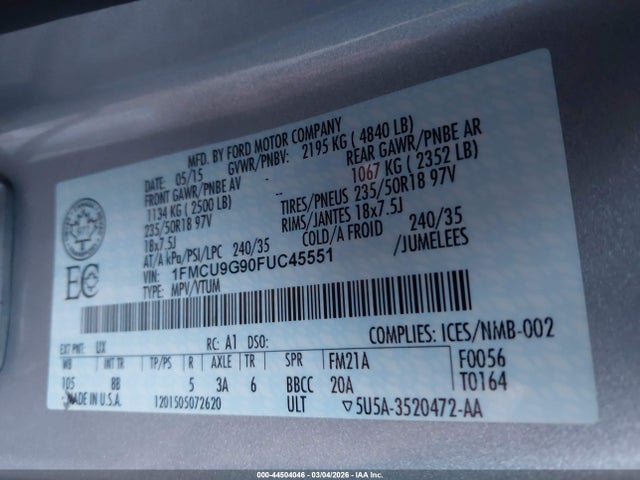 MFD. BY FORD MOTOR COMPANY
DATE: 05/15 GVWR/PNBV: 2195 KG ( 4840 LB)
FRONT GAWR/PNBE AV REAR GAWR/PNBE AR
1134 KG ( 2500 LB) 1067 KG ( 2352 LB)
235/50R18 97V TIRES/PNEUS 235/50R18 97V
18x7.5J RIMS/JANTES 18x7.5J
AT/A kPa/PSI/LPC 240/35 COLD/A FROID 240/35
VIN: 1FMCU9G90FUC45551 /JUMELEES
TYPE: MPV/VTUM
EC
EXT PNT: UX RC: A1 DSO: COMPLIES: ICES/NMB-002
WB INT TR TP/PS R AXLE TR SPR FM21A F0056
105 BB 5 3A 6 BBCC 20A T0164
MADE IN U.S.A. 1201505072620 ULT ▽5U5A-3520472-AA
000-44504046 | 03/04/2026 - IAA Inc.